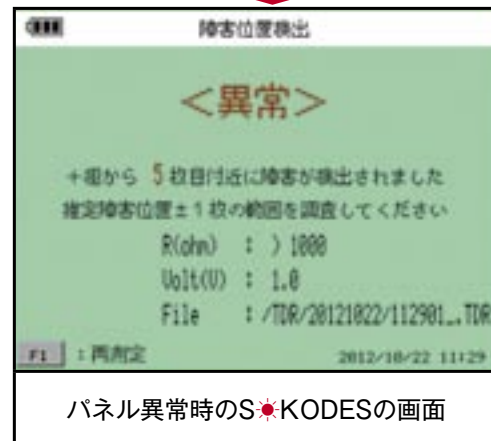 障害位置検出
＜異常＞
+極から 5 枚目付近に障害が検出されました
推定障害位置±1枚の範囲を調査してください
R(ohm) : ) 1000
Volt(V) : 1.0
File : /TDR/20121022/112901_.TDR
F1 : 再測定 2012/10/22 11:29
パネル異常時のS☀KODESの画面